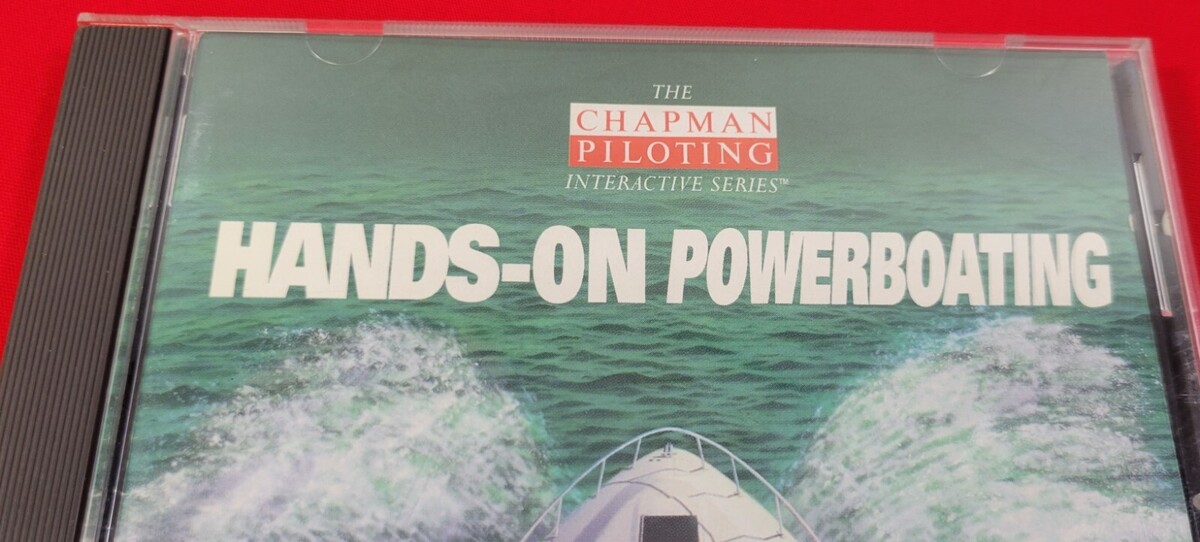 THE
CHAPMAN
PILOTING
INTERACTIVE SERIES™
HANDS-ON POWERBOATING